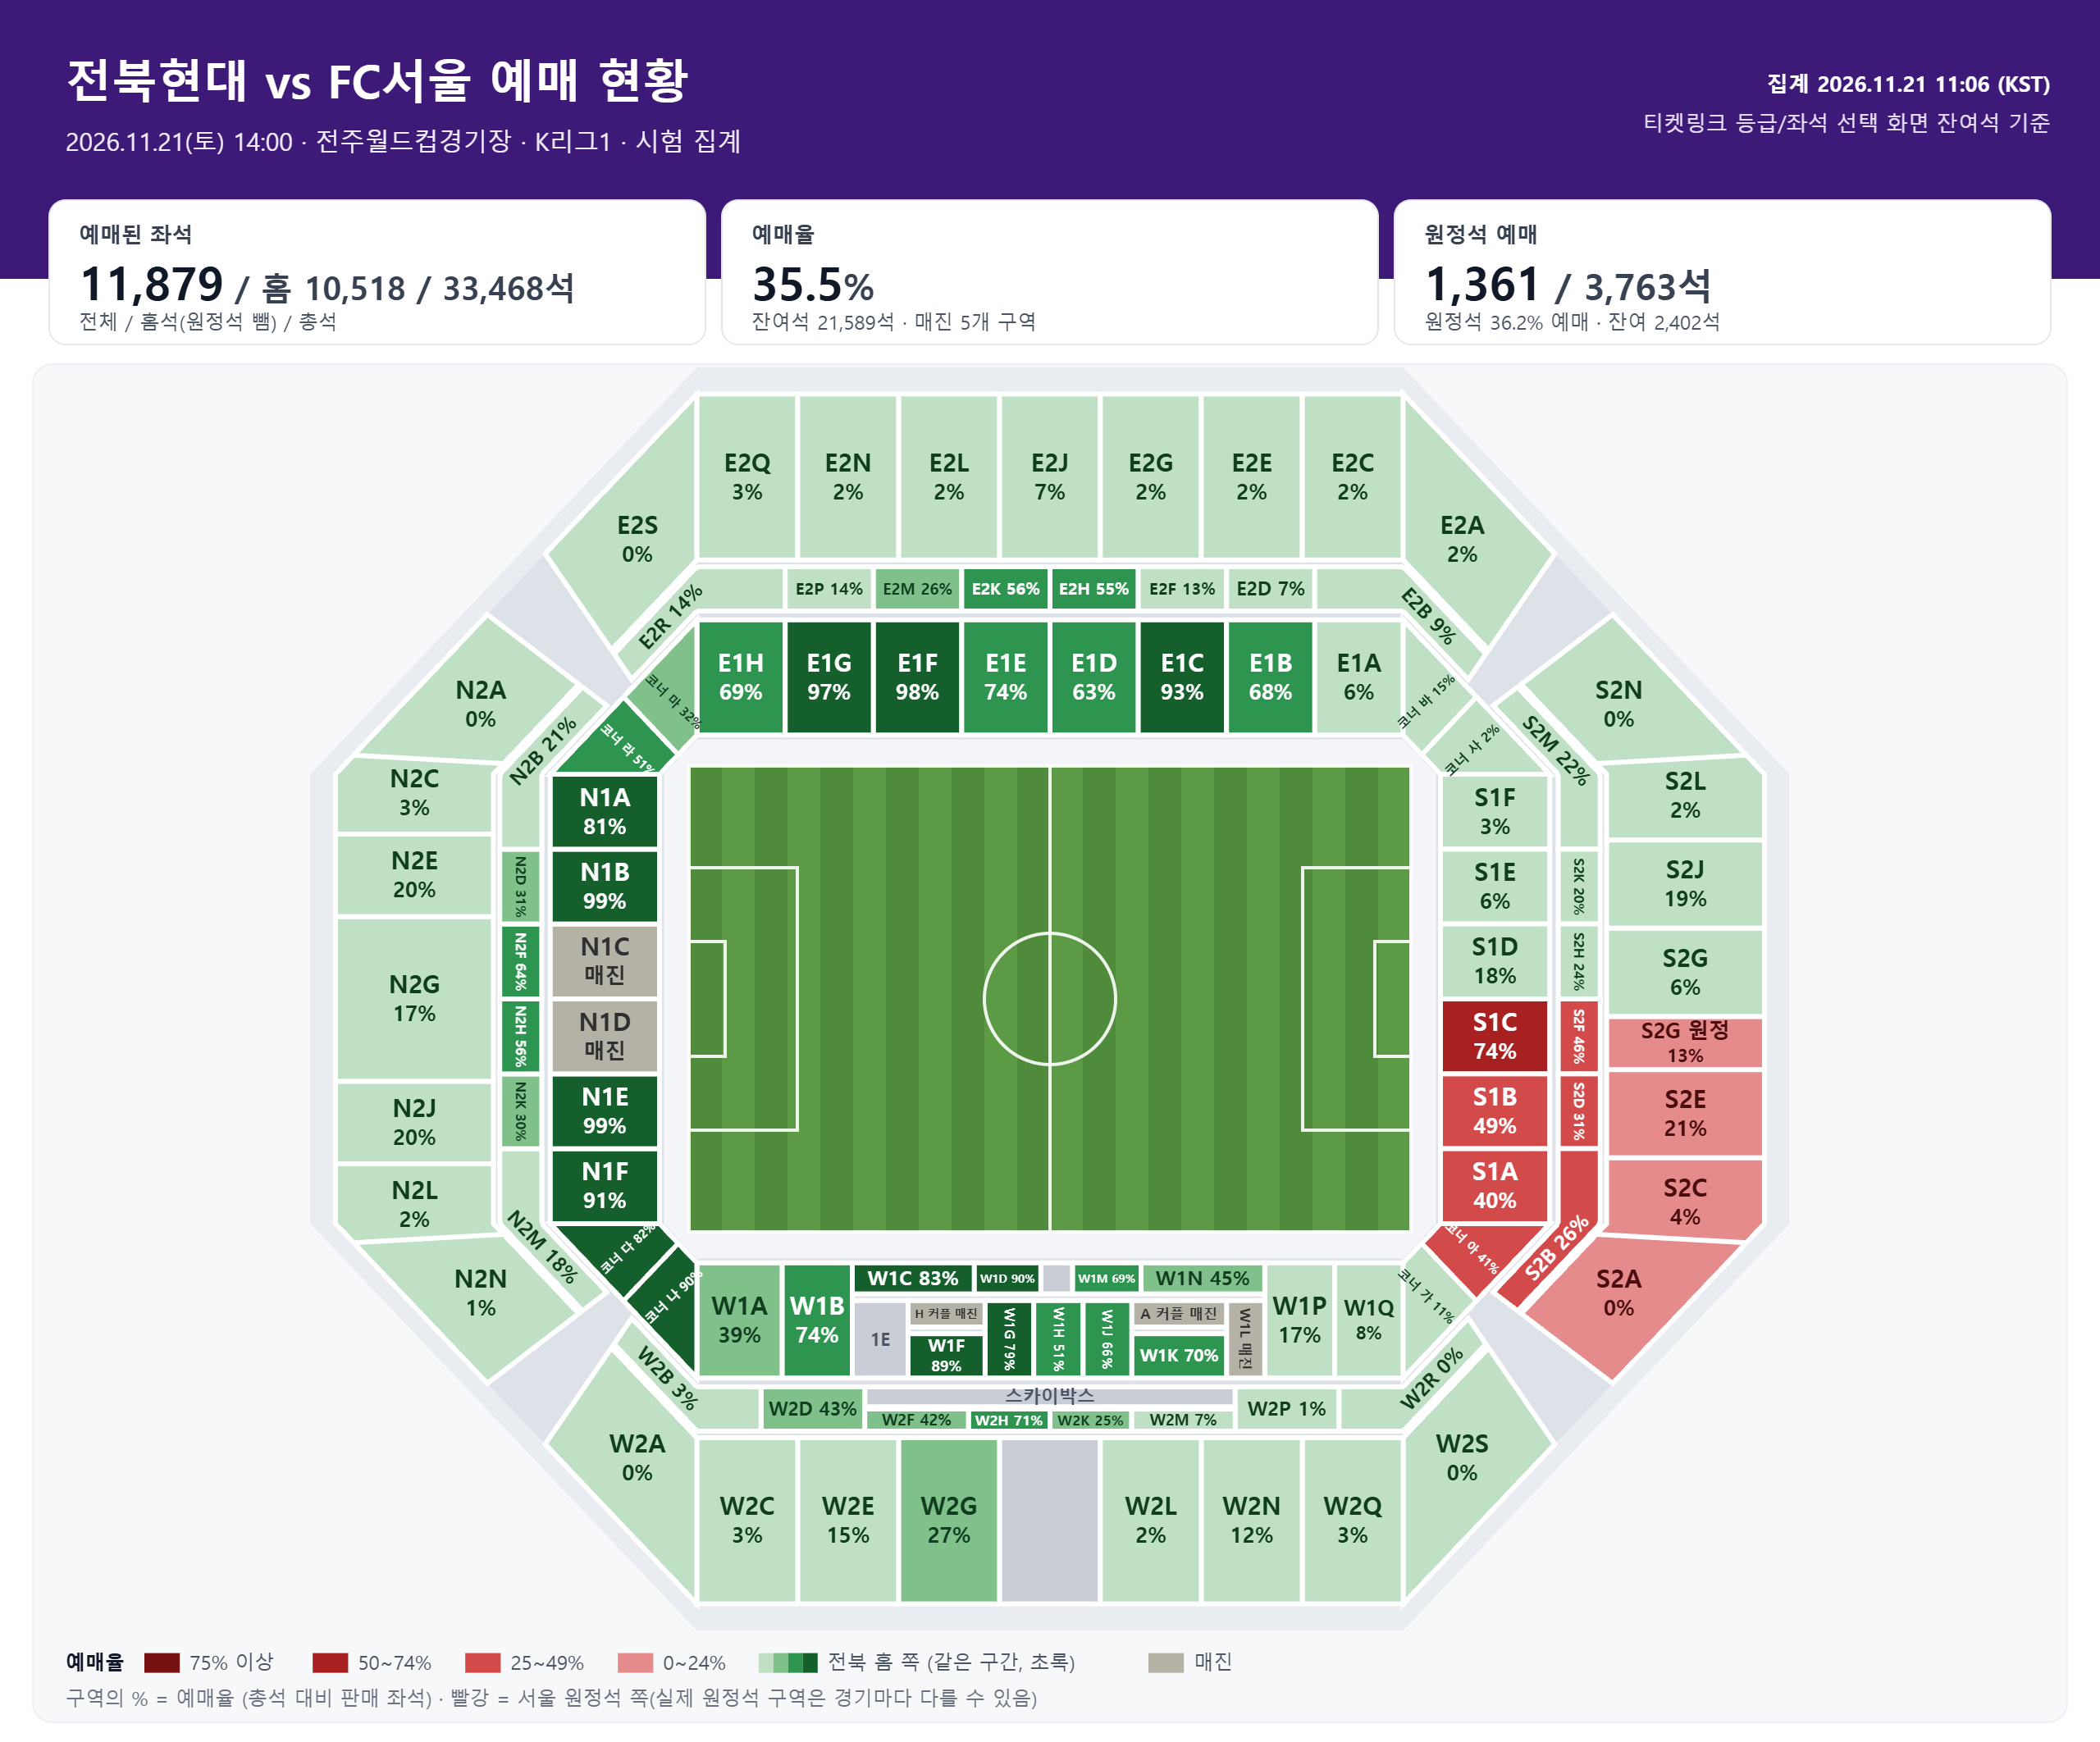 전북현대 vs FC서울 예매 현황
2026.11.21(토) 14:00 · 전주월드컵경기장 · K리그1 · 시험 집계
집계 2026.11.21 11:06 (KST)
티켓링크 등급/좌석 선택 화면 잔여석 기준
예매된 좌석
11,879 / 홈 10,518 / 33,468석
전체 / 홈석(원정석 뺌) / 총석
예매율
35.5%
잔여석 21,589석 · 매진 5개 구역
원정석 예매
1,361 / 3,763석
원정석 36.2% 예매 · 잔여 2,402석
E2S
0%
E2Q
3%
E2N
2%
E2L
2%
E2J
7%
E2G
2%
E2E
2%
E2C
2%
E2A
2%
E2R 14%
E2P 14%
E2M 26%
E2K 56%
E2H 55%
E2F 13%
E2D 7%
E2B 9%
코너 마 32%
E1H
69%
E1G
97%
E1F
98%
E1E
74%
E1D
63%
E1C
93%
E1B
68%
E1A
6%
코너 바 15%
N2A
0%
N2C
3%
N2E
20%
N2G
17%
N2J
20%
N2L
2%
N2N
1%
N2B 21%
N2D 31%
N2F 64%
N2H 56%
N2K 30%
N2M 18%
코너 라 51%
N1A
81%
N1B
99%
N1C
매진
N1D
매진
N1E
99%
N1F
91%
코너 다 82%
코너 사 2%
S1F
3%
S1E
6%
S1D
18%
S1C
74%
S1B
49%
S1A
40%
코너 아 41%
S2M 22%
S2K 20%
S2H 24%
S2F 46%
S2D 31%
S2B 26%
S2N
0%
S2L
2%
S2J
19%
S2G
6%
S2G 원정
13%
S2E
21%
S2C
4%
S2A
0%
코너 나 90%
W1A
39%
W1B
74%
W1C 83%
W1D 90%
W1M 69%
W1N 45%
1E
H 커플 매진
W1F
89%
W1G 79%
W1H 51%
W1J 66%
A 커플 매진
W1K 70%
W1L 매진
W1P
17%
W1Q
8%
코너 가 11%
W2B 3%
W2D 43%
스카이박스
W2F 42%
W2H 71%
W2K 25%
W2M 7%
W2P 1%
W2R 0%
W2A
0%
W2C
3%
W2E
15%
W2G
27%
W2L
2%
W2N
12%
W2Q
3%
W2S
0%
예매율 75% 이상 50~74% 25~49% 0~24% 전북 홈 쪽 (같은 구간, 초록) 매진
구역의 % = 예매율 (총석 대비 판매 좌석) · 빨강 = 서울 원정석 쪽(실제 원정석 구역은 경기마다 다를 수 있음)